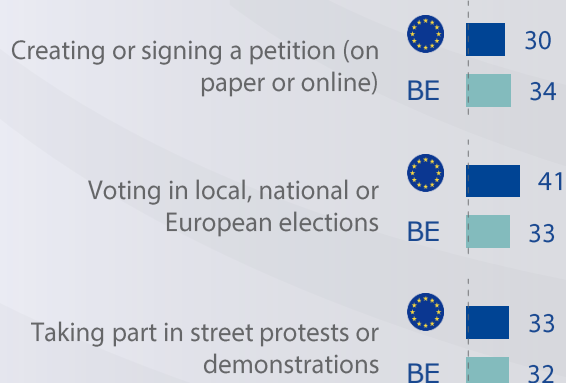 Creating or signing a petition (on
paper or online)
30
BE 34
Voting in local, national or
European elections
41
BE 33
Taking part in street protests or
demonstrations
33
BE 32